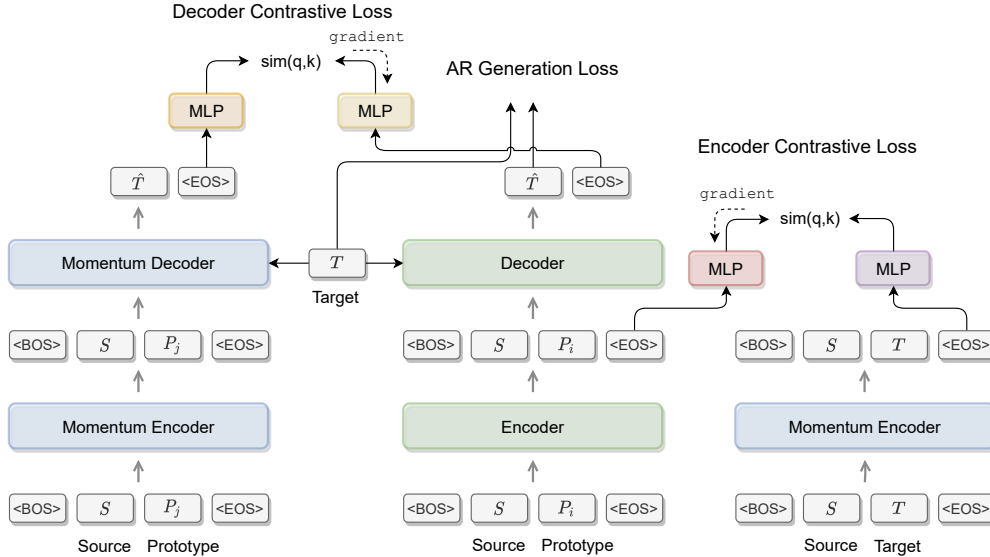 Decoder Contrastive Loss
gradient
sim(q,k)
AR Generation Loss
MLP MLP
Encoder Contrastive Loss
T̂ <EOS> T̂ <EOS>
gradient
sim(q,k)
Momentum Decoder T Decoder MLP MLP
Target
<BOS> S P_j <EOS> <BOS> S P_i <EOS> <BOS> S T <EOS>
Momentum Encoder Encoder Momentum Encoder
<BOS> S P_j <EOS> <BOS> S P_i <EOS> <BOS> S T <EOS>
Source Prototype Source Prototype Source Target